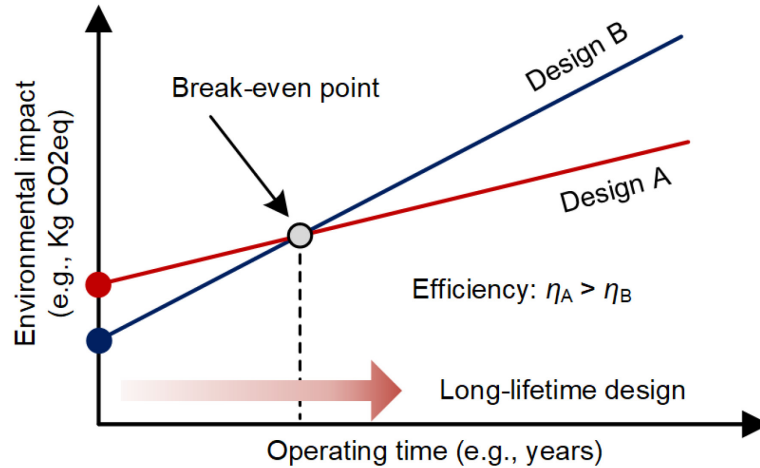 Environmental impact
(e.g., Kg CO2eq)
Break-even point
Design B
Design A
Efficiency: ηA > ηB
Long-lifetime design
Operating time (e.g., years)